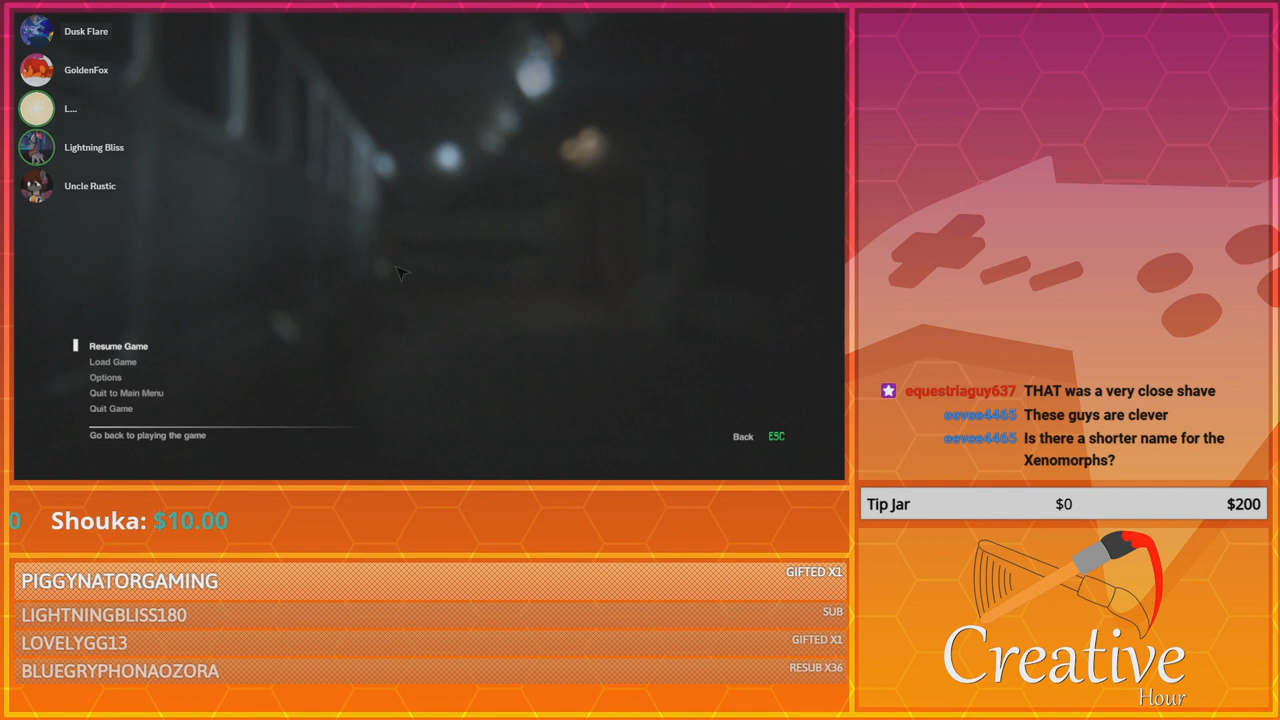 Dusk Flare
GoldenFox
L...
Lightning Bliss
Uncle Rustic
Resume Game
Load Game
Options
Quit to Main Menu
Quit Game
Go back to playing the game
Back ESC
equestriaguy637 THAT was a very close shave
eevee4465 These guys are clever
eevee4465 Is there a shorter name for the
Xenomorphs?
Tip Jar $0 $200
0 Shouka: $10.00
PIGGYNATORGAMING GIFTED X1
LIGHTNINGBLISS180 SUB
LOVELYGG13 GIFTED X1
BLUEGRYPHONAOZORA RESUB X36
Creative
Hour